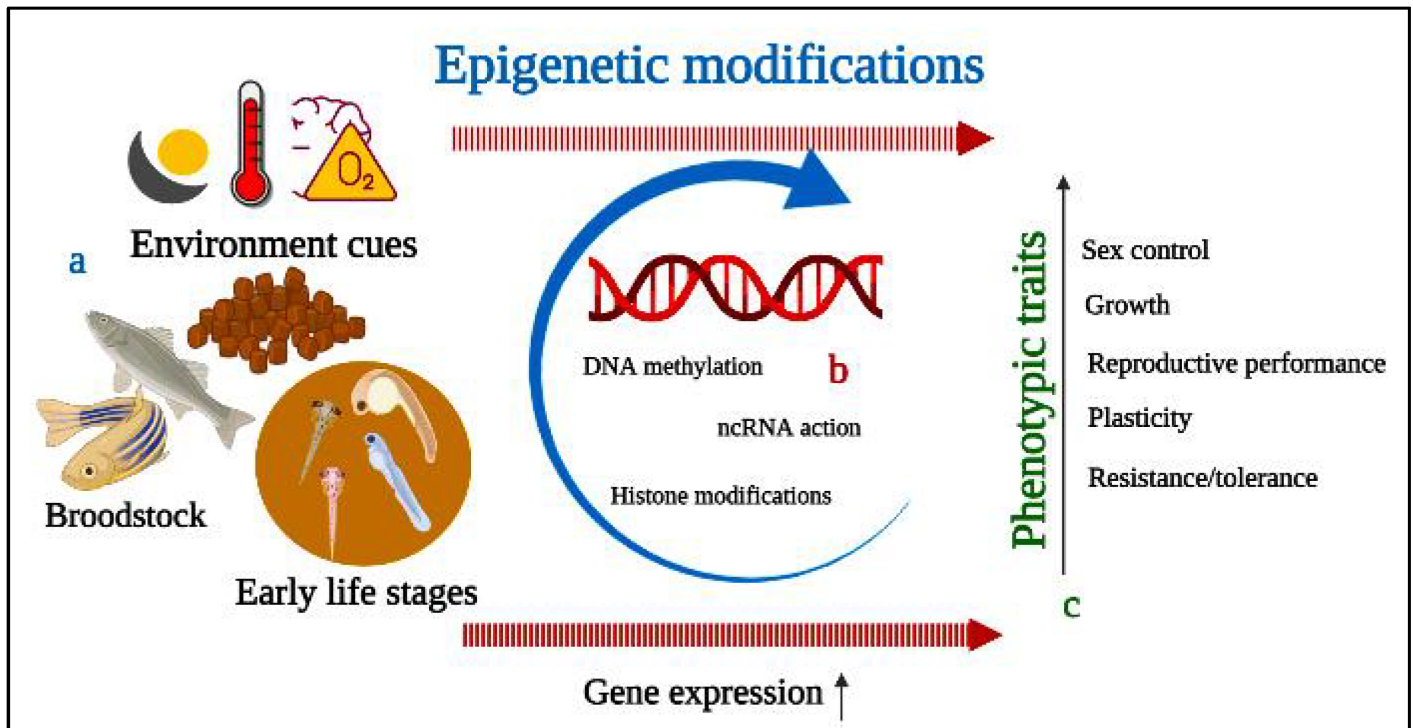 Epigenetic modifications
O2
Environment cues
a
Broodstock
Early life stages
DNA methylation
b
ncRNA action
Histone modifications
Gene expression
Phenotypic traits
Sex control
Growth
Reproductive performance
Plasticity
Resistance/tolerance
c